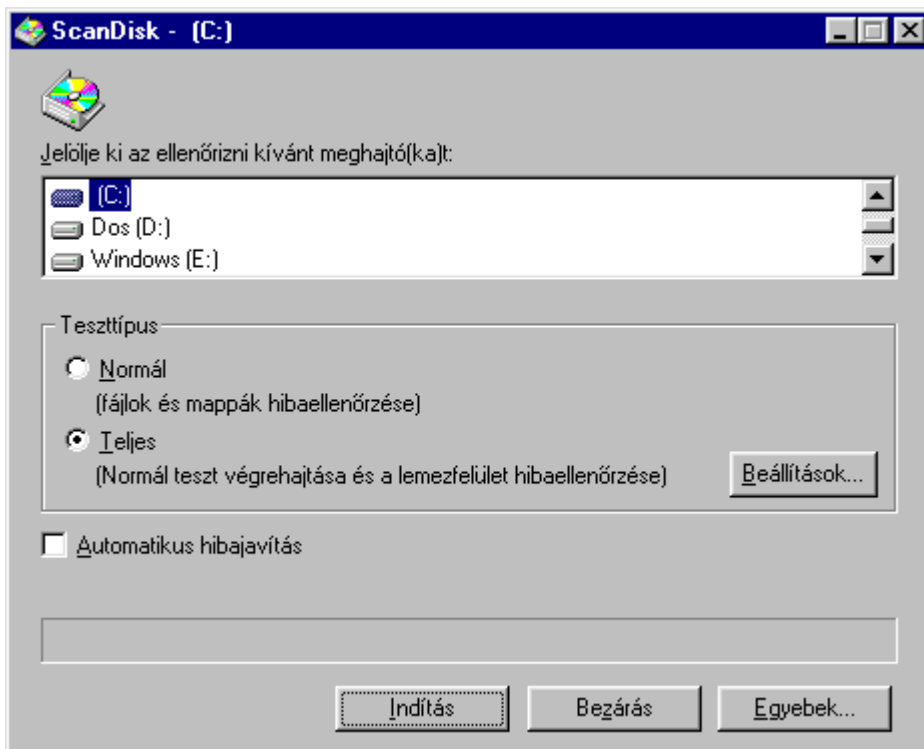 ScanDisk - (C:)
Jelölje ki az ellenőrizni kívánt meghajtó(ka)t:
(C:)
Dos (D:)
Windows (E:)
Teszttípus
Normál
(fájlok és mappák hibaellenőrzése)
Teljes
(Normál teszt végrehajtása és a lemezfelület hibaellenőrzése)
Beállítások...
Automatikus hibajavítás
Indítás
Bezárás
Egyebek...